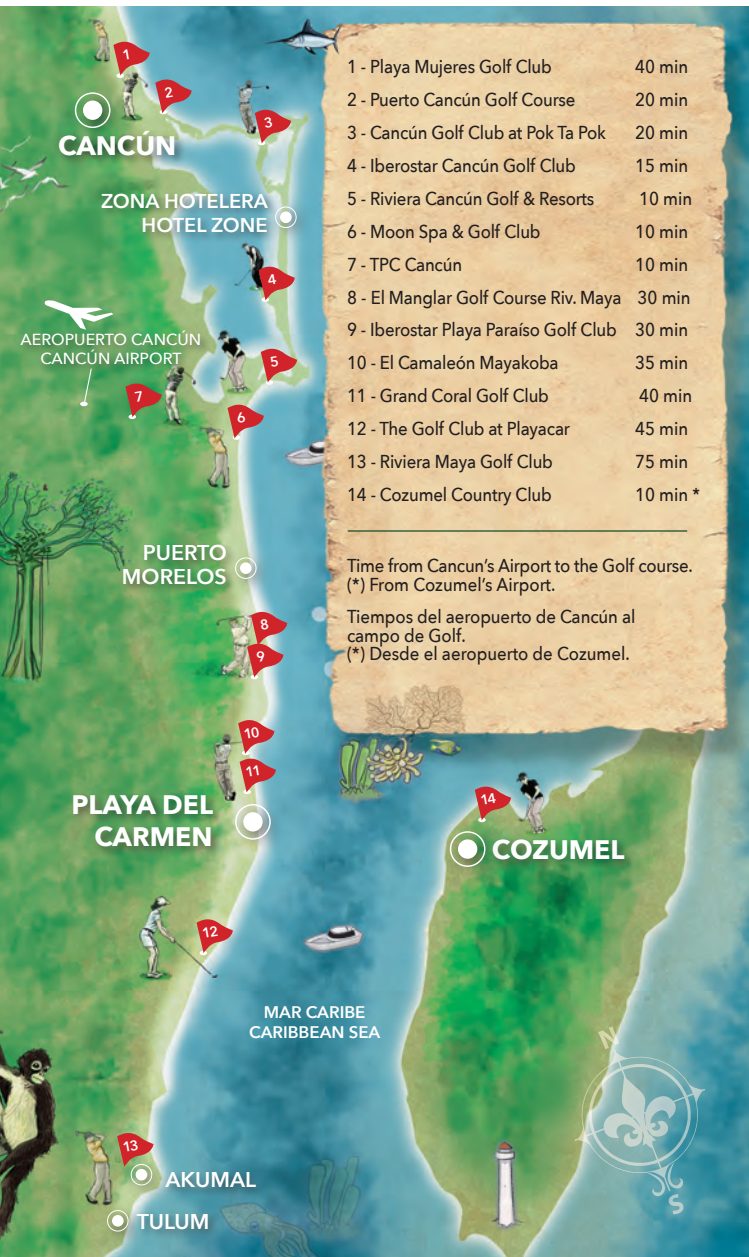 1
2
CANCÚN
3
ZONA HOTELERA
HOTEL ZONE
4
AEROPUERTO CANCÚN
CANCÚN AIRPORT
5
7
6
PUERTO
MORELOS
8
9
10
11
PLAYA DEL
CARMEN
12
13
AKUMAL
TULUM
1 - Playa Mujeres Golf Club 40 min
2 - Puerto Cancún Golf Course 20 min
3 - Cancún Golf Club at Pok Ta Pok 20 min
4 - Iberostar Cancún Golf Club 15 min
5 - Riviera Cancún Golf & Resorts 10 min
6 - Moon Spa & Golf Club 10 min
7 - TPC Cancún 10 min
8 - El Manglar Golf Course Riv. Maya 30 min
9 - Iberostar Playa Paraíso Golf Club 30 min
10 - El Camaleón Mayakoba 35 min
11 - Grand Coral Golf Club 40 min
12 - The Golf Club at Playacar 45 min
13 - Riviera Maya Golf Club 75 min
14 - Cozumel Country Club 10 min *
Time from Cancun's Airport to the Golf course.
(*) From Cozumel's Airport.
Tiempos del aeropuerto de Cancún al
campo de Golf.
(*) Desde el aeropuerto de Cozumel.
14
COZUMEL
MAR CARIBE
CARIBBEAN SEA
N
S